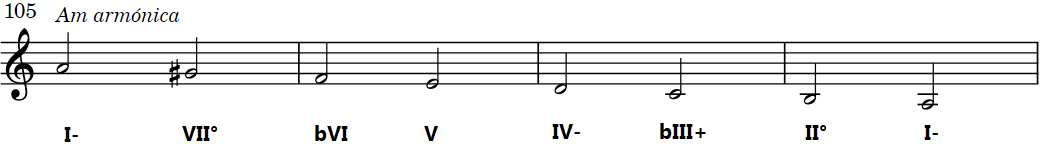 105 Am armónica
I- VII° bVI V IV- bIII+ II° I-